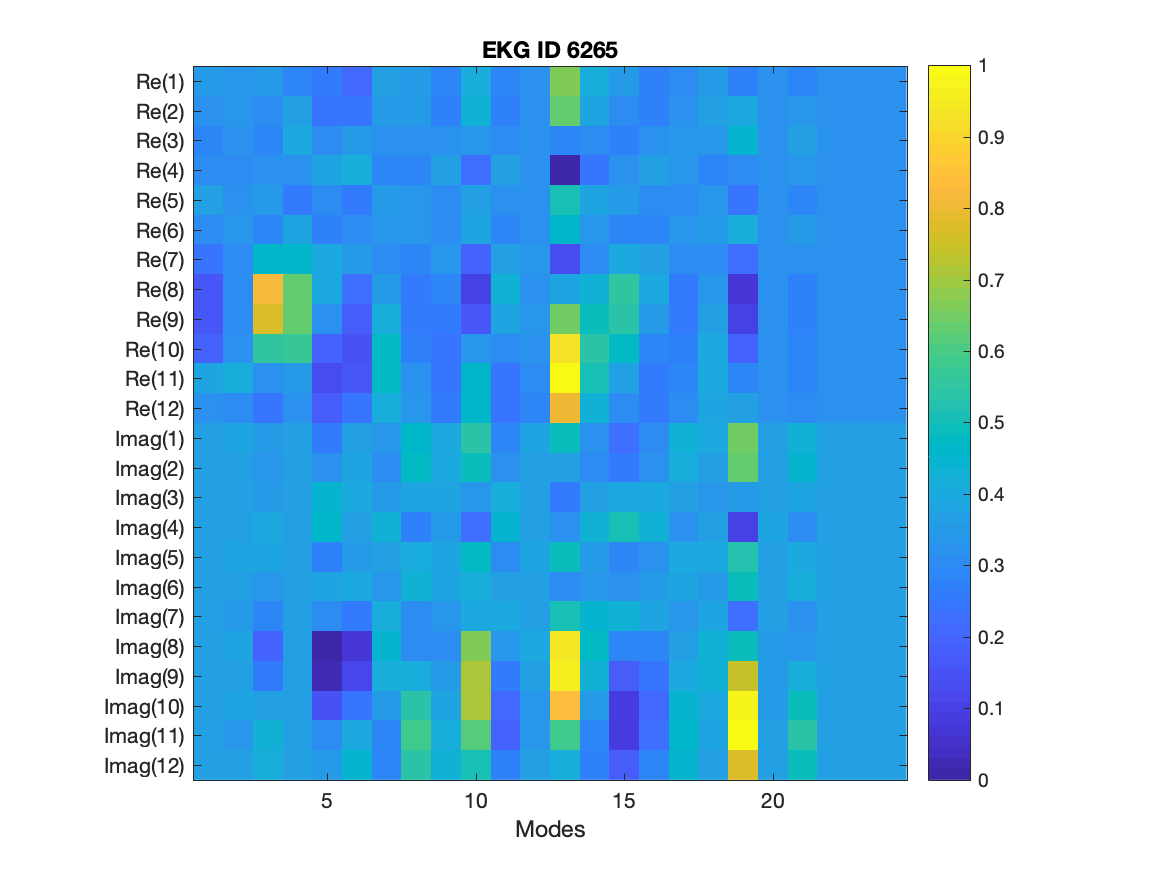 EKG ID 6265
Re(1)
Re(2)
Re(3)
Re(4)
Re(5)
Re(6)
Re(7)
Re(8)
Re(9)
Re(10)
Re(11)
Re(12)
Imag(1)
Imag(2)
Imag(3)
Imag(4)
Imag(5)
Imag(6)
Imag(7)
Imag(8)
Imag(9)
Imag(10)
Imag(11)
Imag(12)
5 10 15 20
Modes
1
0.9
0.8
0.7
0.6
0.5
0.4
0.3
0.2
0.1
0